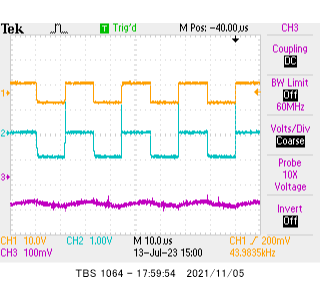 Tek T Trig'd M Pos: -40.00us CH3
Coupling
DC
BW Limit
Off
60MHz
Volts/Div
Coarse
Probe
10X
Voltage
Invert
Off
1
2
3
CH1 10.0V CH2 1.00V M 10.0us CH1 / 200mV
CH3 100mV 13-Jul-23 15:00 43.9835kHz
TBS 1064 - 17:59:54 2021/11/05